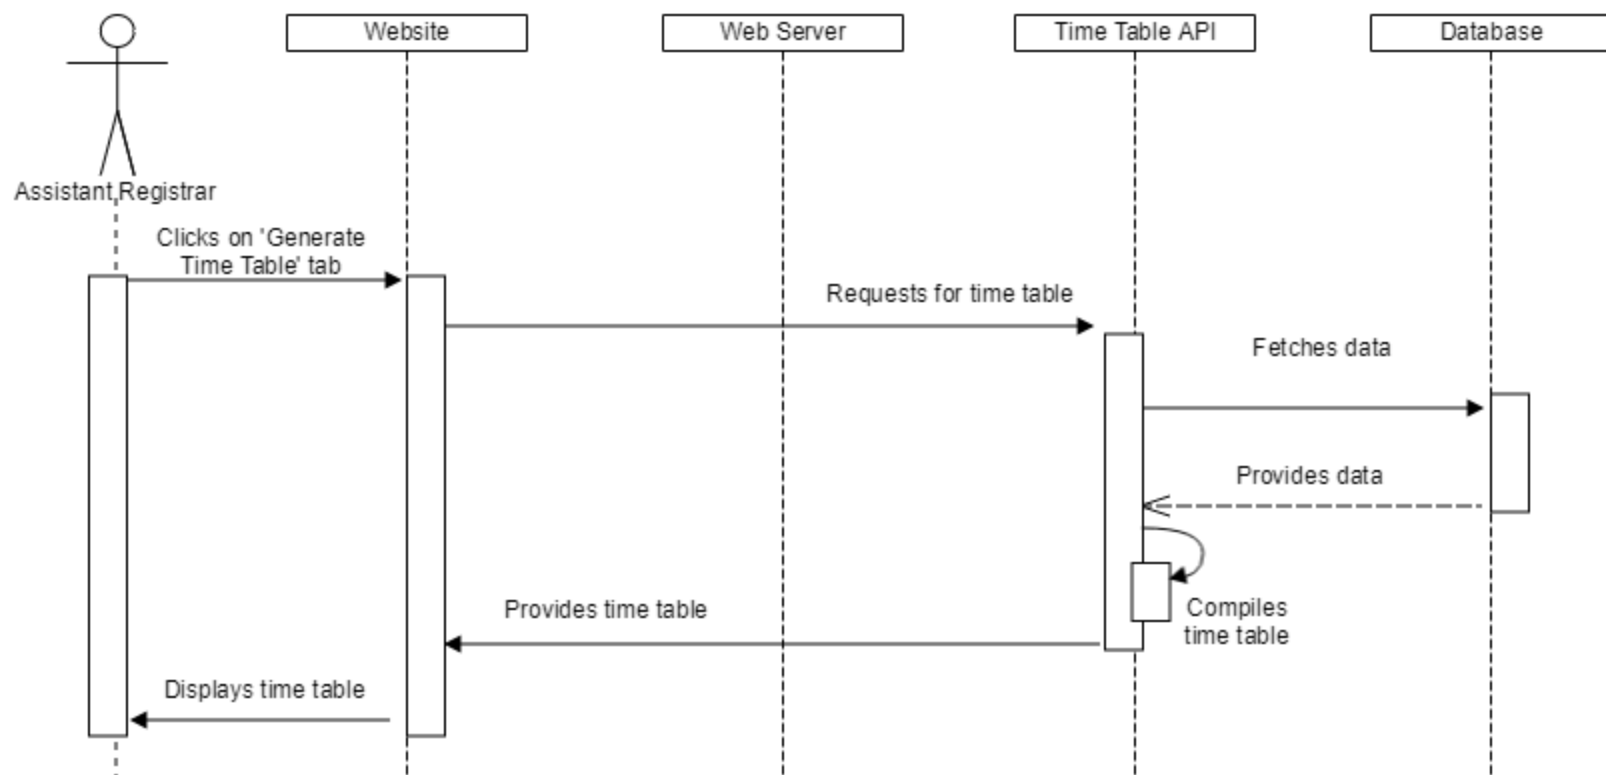 Website
Web Server
Time Table API
Database
Assistant Registrar
Clicks on 'Generate
Time Table' tab
Requests for time table
Fetches data
Provides data
Compiles
time table
Provides time table
Displays time table